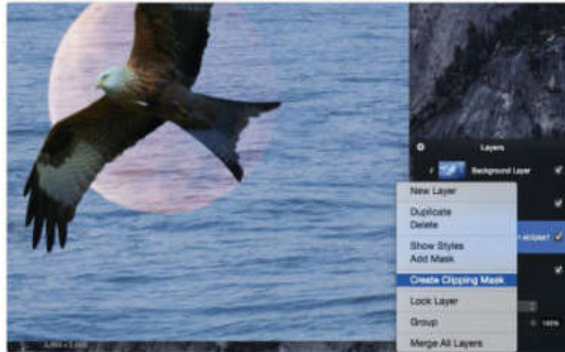 Layers
Background Layer
New Layer
Duplicate
Delete
Show Styles
Add Mask
Create Clipping Mask
Lock Layer
Group
Merge All Layers
100%